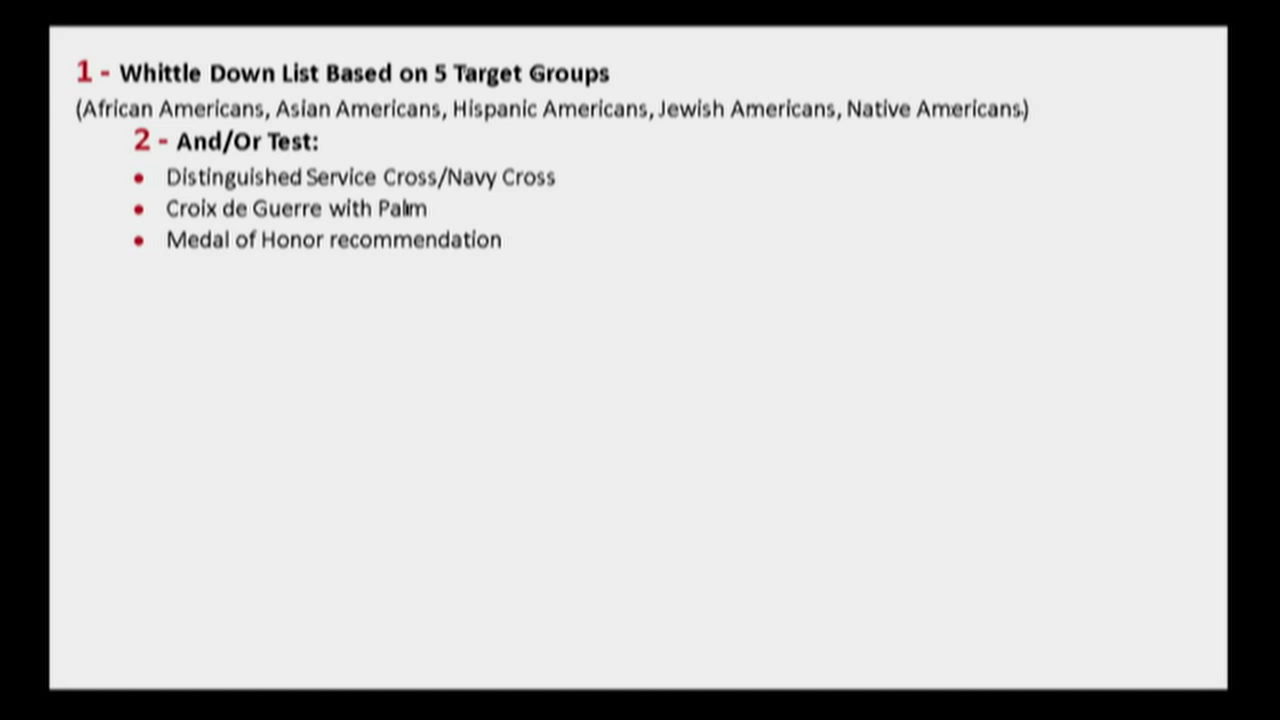 1 - Whittle Down List Based on 5 Target Groups
(African Americans, Asian Americans, Hispanic Americans, Jewish Americans, Native Americans)
2 - And/Or Test:
• Distinguished Service Cross/Navy Cross
• Croix de Guerre with Palm
• Medal of Honor recommendation